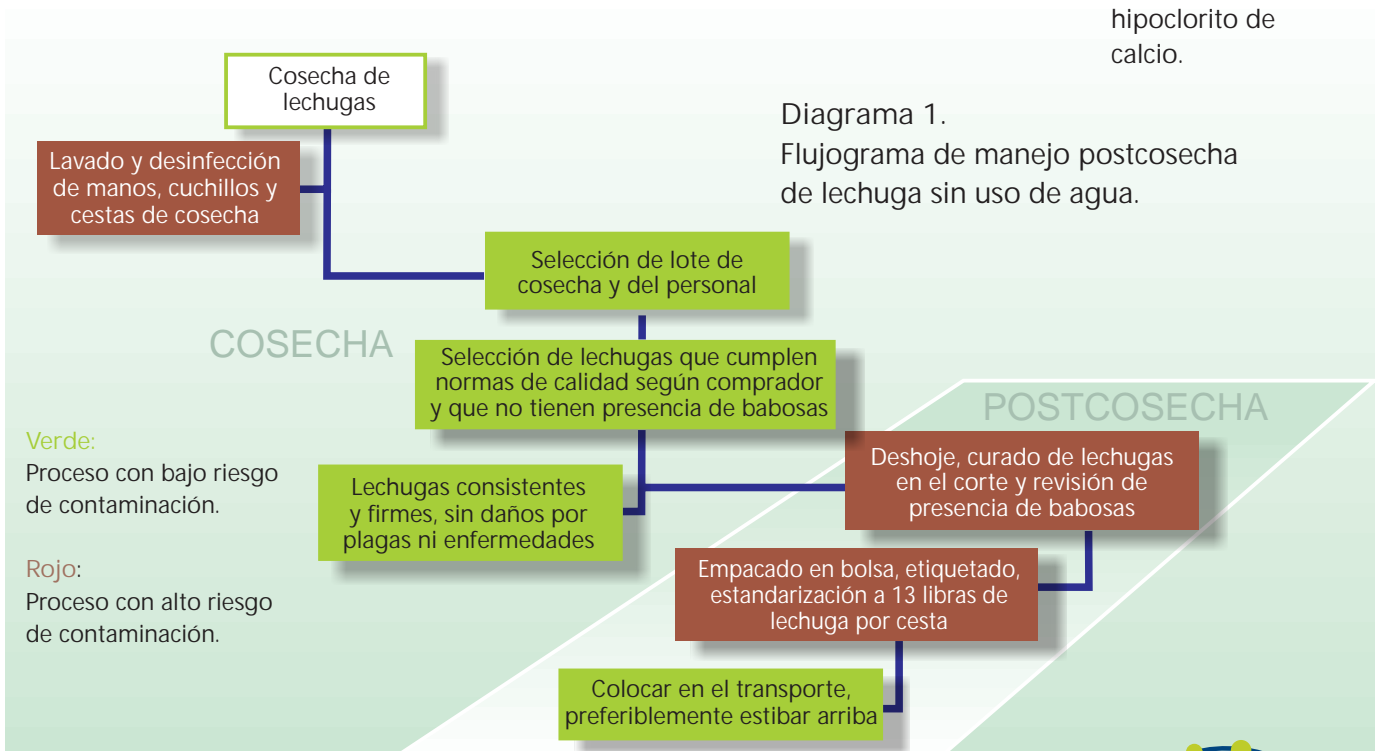 hipoclorito de
calcio.
Diagrama 1.
Flujograma de manejo postcosecha
de lechuga sin uso de agua.
Cosecha de
lechugas
Lavado y desinfección
de manos, cuchillos y
cestas de cosecha
Selección de lote de
cosecha y del personal
COSECHA
Selección de lechugas que cumplen
normas de calidad según comprador
y que no tienen presencia de babosas
POSTCOSECHA
Verde:
Proceso con bajo riesgo
de contaminación.
Rojo:
Proceso con alto riesgo
de contaminación.
Lechugas consistentes
y firmes, sin daños por
plagas ni enfermedades
Deshoje, curado de lechugas
en el corte y revisión de
presencia de babosas
Empacado en bolsa, etiquetado,
estandarización a 13 libras de
lechuga por cesta
Colocar en el transporte,
preferiblemente estibar arriba